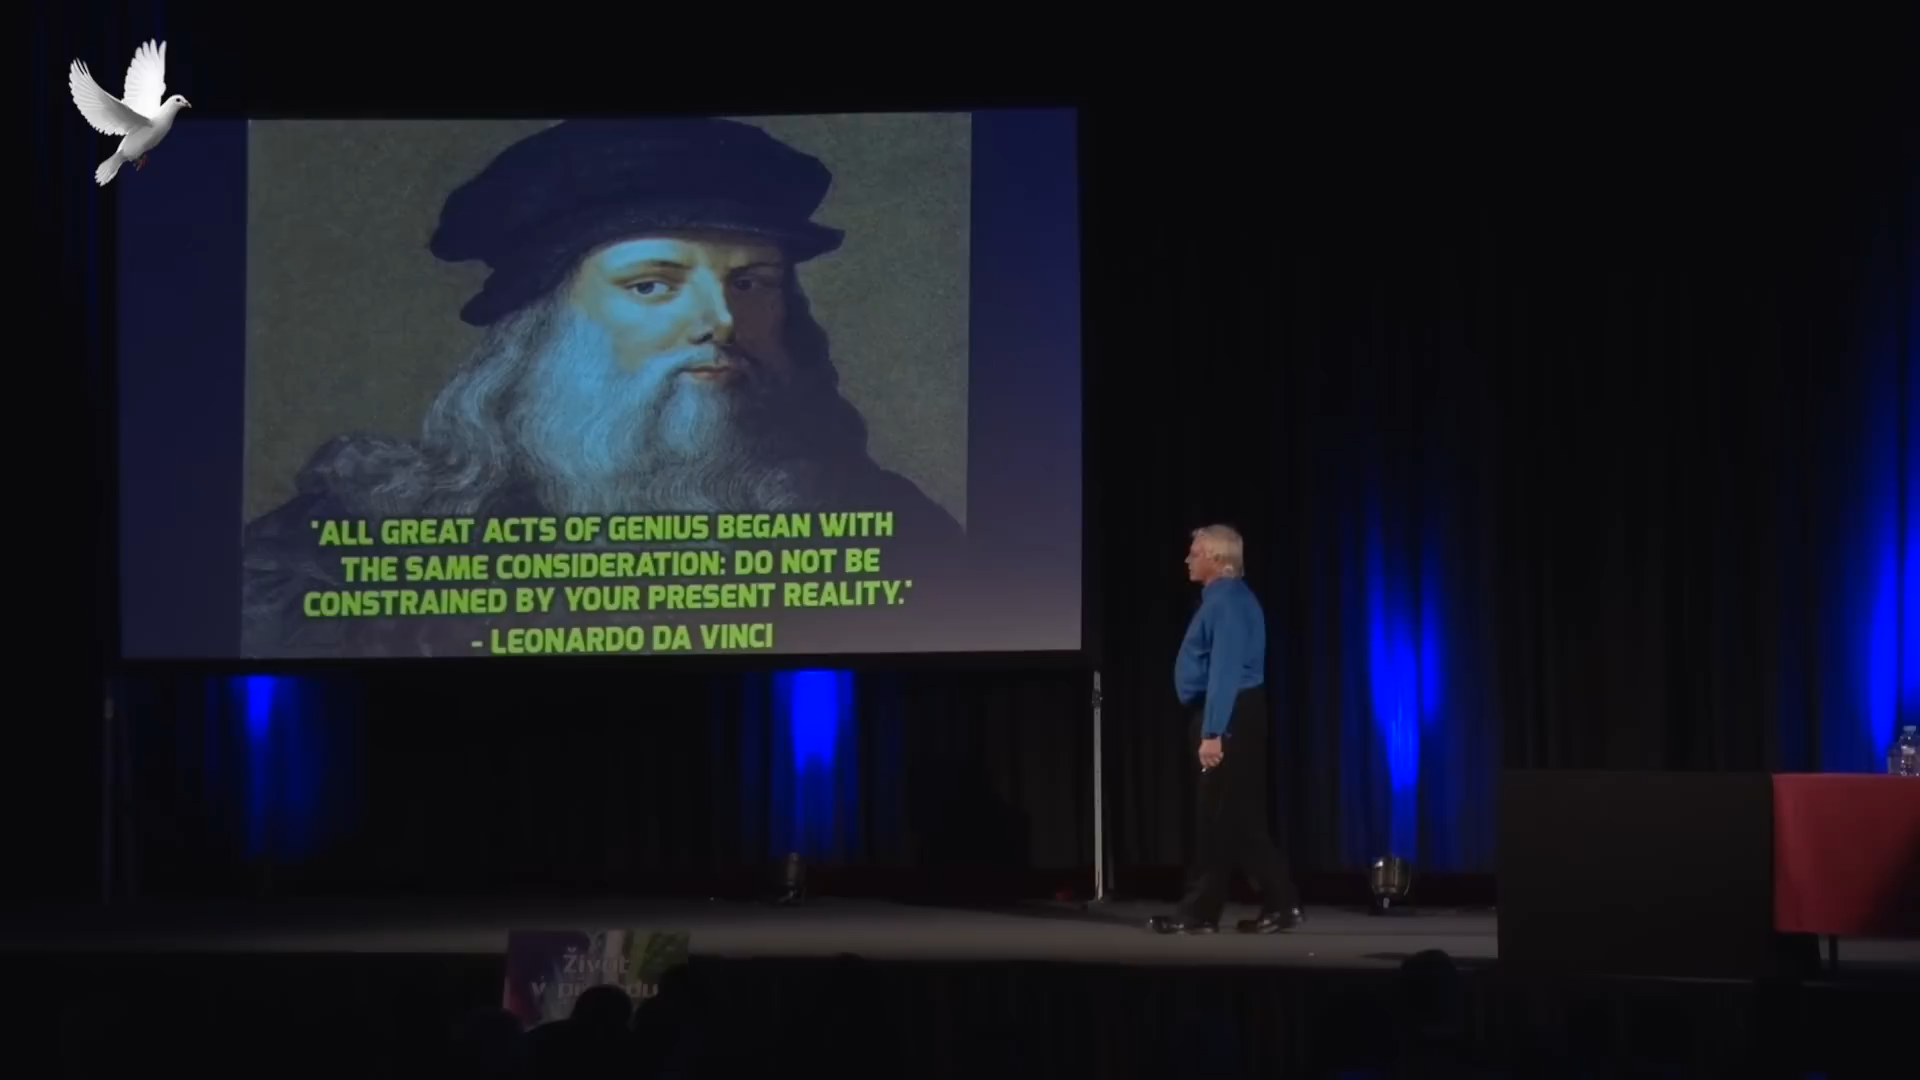 'ALL GREAT ACTS OF GENIUS BEGAN WITH
THE SAME CONSIDERATION: DO NOT BE
CONSTRAINED BY YOUR PRESENT REALITY.'
- LEONARDO DA VINCI
Život
v